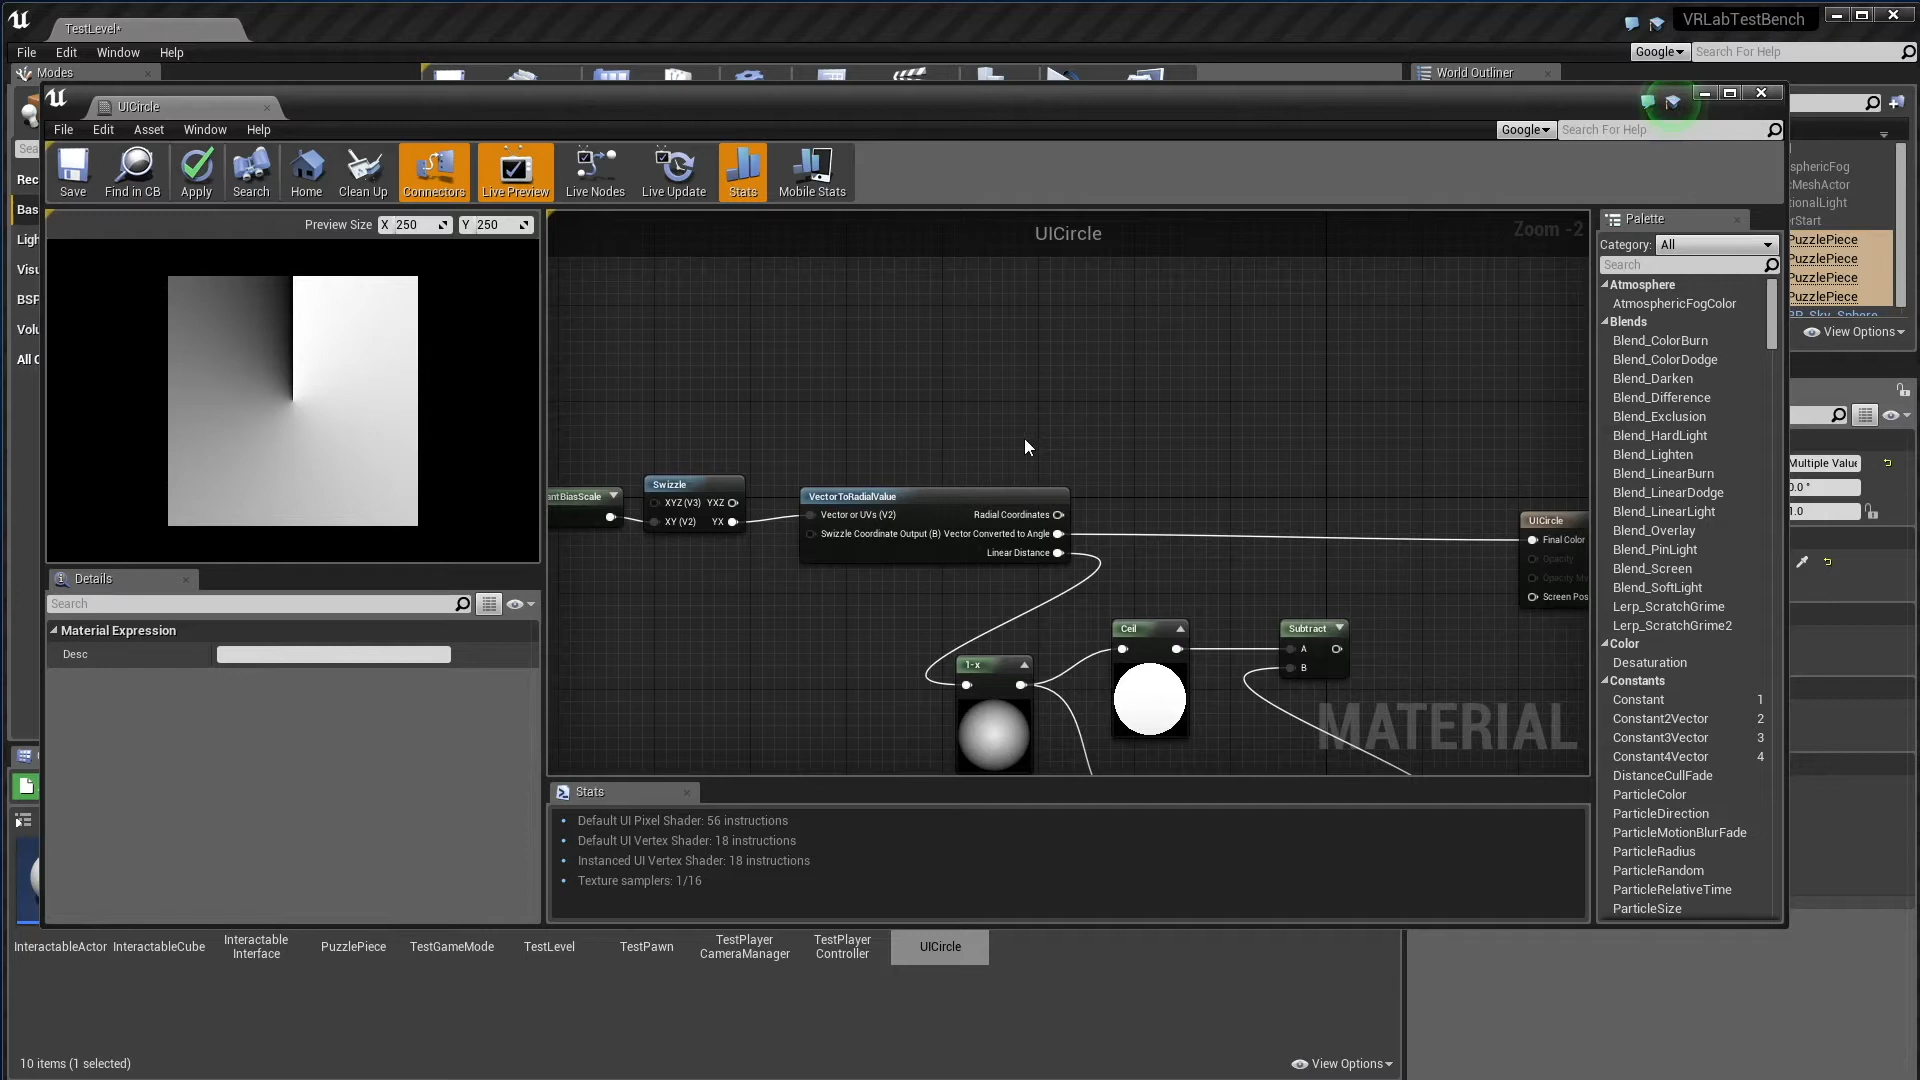 TestLevel*
VRLabTestBench
File Edit Window Help
Google Search For Help
Modes
World Outliner
UICircle
File Edit Asset Window Help
Google Search For Help
Save Find in CB Apply Search Home Clean Up Connectors Live Preview Live Nodes Live Update Stats Mobile Stats
Sea
Rec
Bas
Ligh
Visu
BSP
Volu
All C
Preview Size X 250 Y 250
UICircle
Zoom -2
antBiasScale
Swizzle
XYZ (V3) YXZ
XY (V2) YX
VectorToRadialValue
Vector or UVs (V2) Radial Coordinates
Swizzle Coordinate Output (B) Vector Converted to Angle
Linear Distance
1-x
Ceil
Subtract
A
B
UICircle
Final Color
Opacity
Screen Pos
MATERIAL
Details
Search
Material Expression
Desc
Stats
Default UI Pixel Shader: 56 instructions
Default UI Vertex Shader: 18 instructions
Instanced UI Vertex Shader: 18 instructions
Texture samplers: 1/16
Palette
Category: All
Search
Atmosphere
AtmosphericFogColor
Blends
Blend_ColorBurn
Blend_ColorDodge
Blend_Darken
Blend_Difference
Blend_Exclusion
Blend_HardLight
Blend_Lighten
Blend_LinearBurn
Blend_LinearDodge
Blend_LinearLight
Blend_Overlay
Blend_PinLight
Blend_Screen
Blend_SoftLight
Lerp_ScratchGrime
Lerp_ScratchGrime2
Color
Desaturation
Constants
Constant 1
Constant2Vector 2
Constant3Vector 3
Constant4Vector 4
DistanceCullFade
ParticleColor
ParticleDirection
ParticleMotionBlurFade
ParticleRadius
ParticleRandom
ParticleRelativeTime
ParticleSize
sphericFog
MeshActor
tionalLight
rStart
PuzzlePiece
PuzzlePiece
PuzzlePiece
PuzzlePiece
View Options
Multiple Value
0.0 °
1.0
InteractableActor
InteractableCube
Interactable
Interface
PuzzlePiece
TestGameMode
TestLevel
TestPawn
TestPlayer
CameraManager
TestPlayer
Controller
UICircle
10 items (1 selected)
View Options